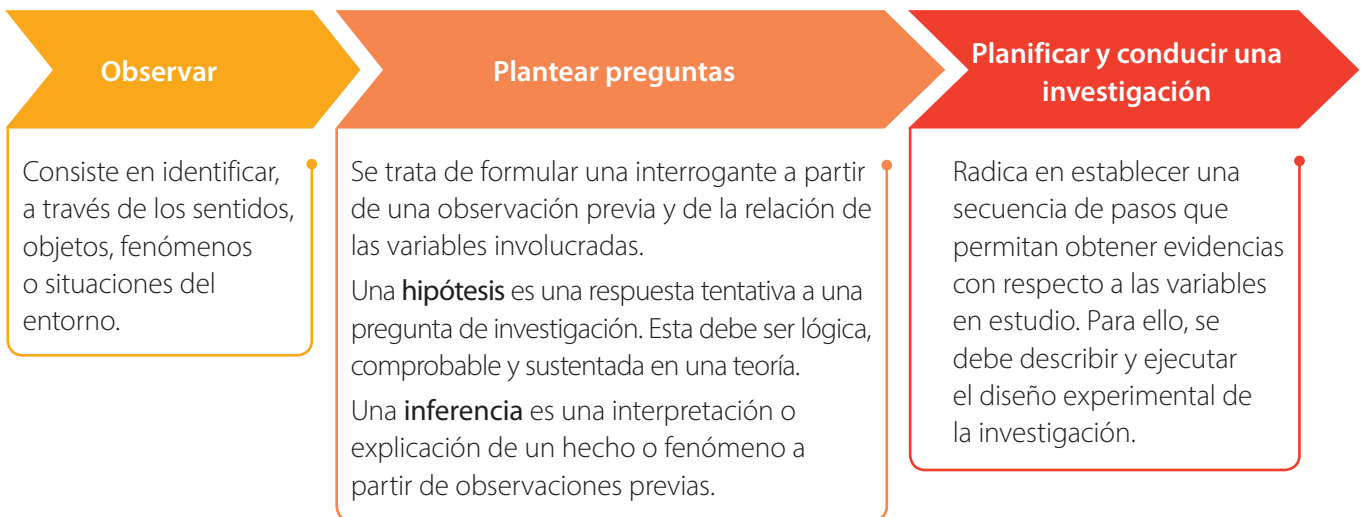 Observar
Consiste en identificar,
a través de los sentidos,
objetos, fenómenos
o situaciones del
entorno.
Plantear preguntas
Se trata de formular una interrogante a partir
de una observación previa y de la relación de
las variables involucradas.
Una hipótesis es una respuesta tentativa a una
pregunta de investigación. Esta debe ser lógica,
comprobable y sustentada en una teoría.
Una inferencia es una interpretación o
explicación de un hecho o fenómeno a
partir de observaciones previas.
Planificar y conducir una
investigación
Radica en establecer una
secuencia de pasos que
permitan obtener evidencias
con respecto a las variables
en estudio. Para ello, se
debe describir y ejecutar
el diseño experimental de
la investigación.